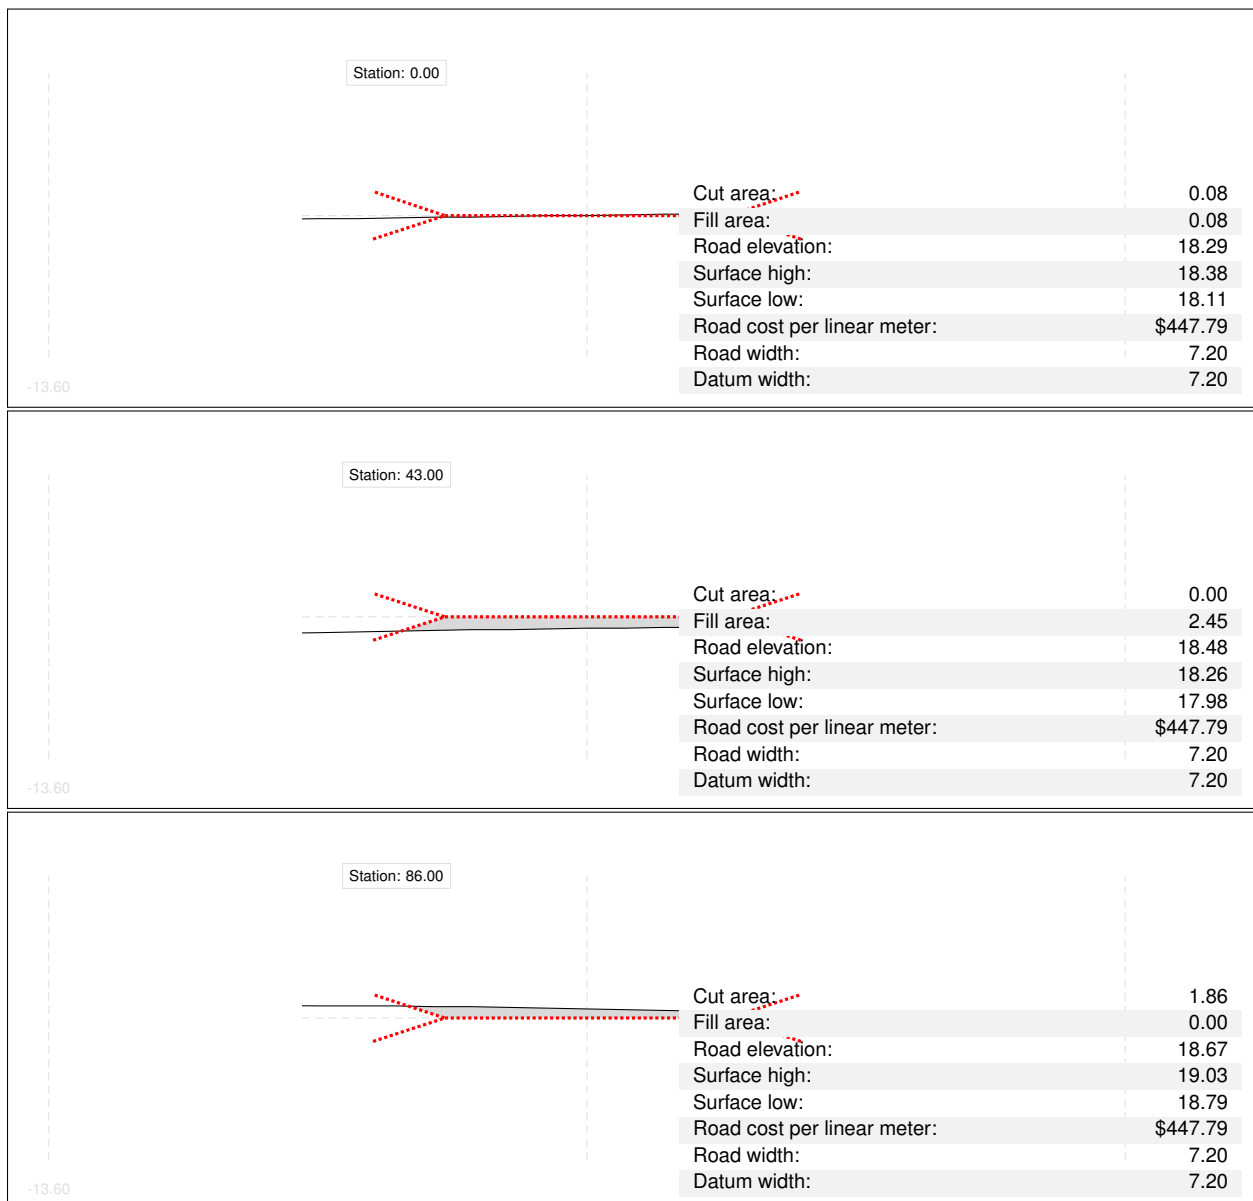 Station: 0.00
Cut area: 0.08
Fill area: 0.08
Road elevation: 18.29
Surface high: 18.38
Surface low: 18.11
Road cost per linear meter: $447.79
Road width: 7.20
Datum width: 7.20
-13.60
Station: 43.00
Cut area: 0.00
Fill area: 2.45
Road elevation: 18.48
Surface high: 18.26
Surface low: 17.98
Road cost per linear meter: $447.79
Road width: 7.20
Datum width: 7.20
-13.60
Station: 86.00
Cut area: 1.86
Fill area: 0.00
Road elevation: 18.67
Surface high: 19.03
Surface low: 18.79
Road cost per linear meter: $447.79
Road width: 7.20
Datum width: 7.20
-13.60